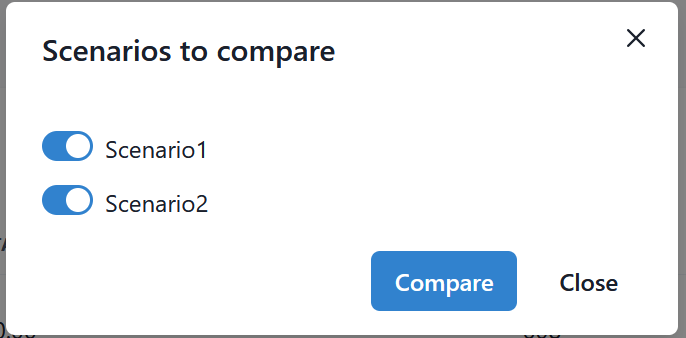 Scenarios to compare
Scenario1
Scenario2
Compare Close